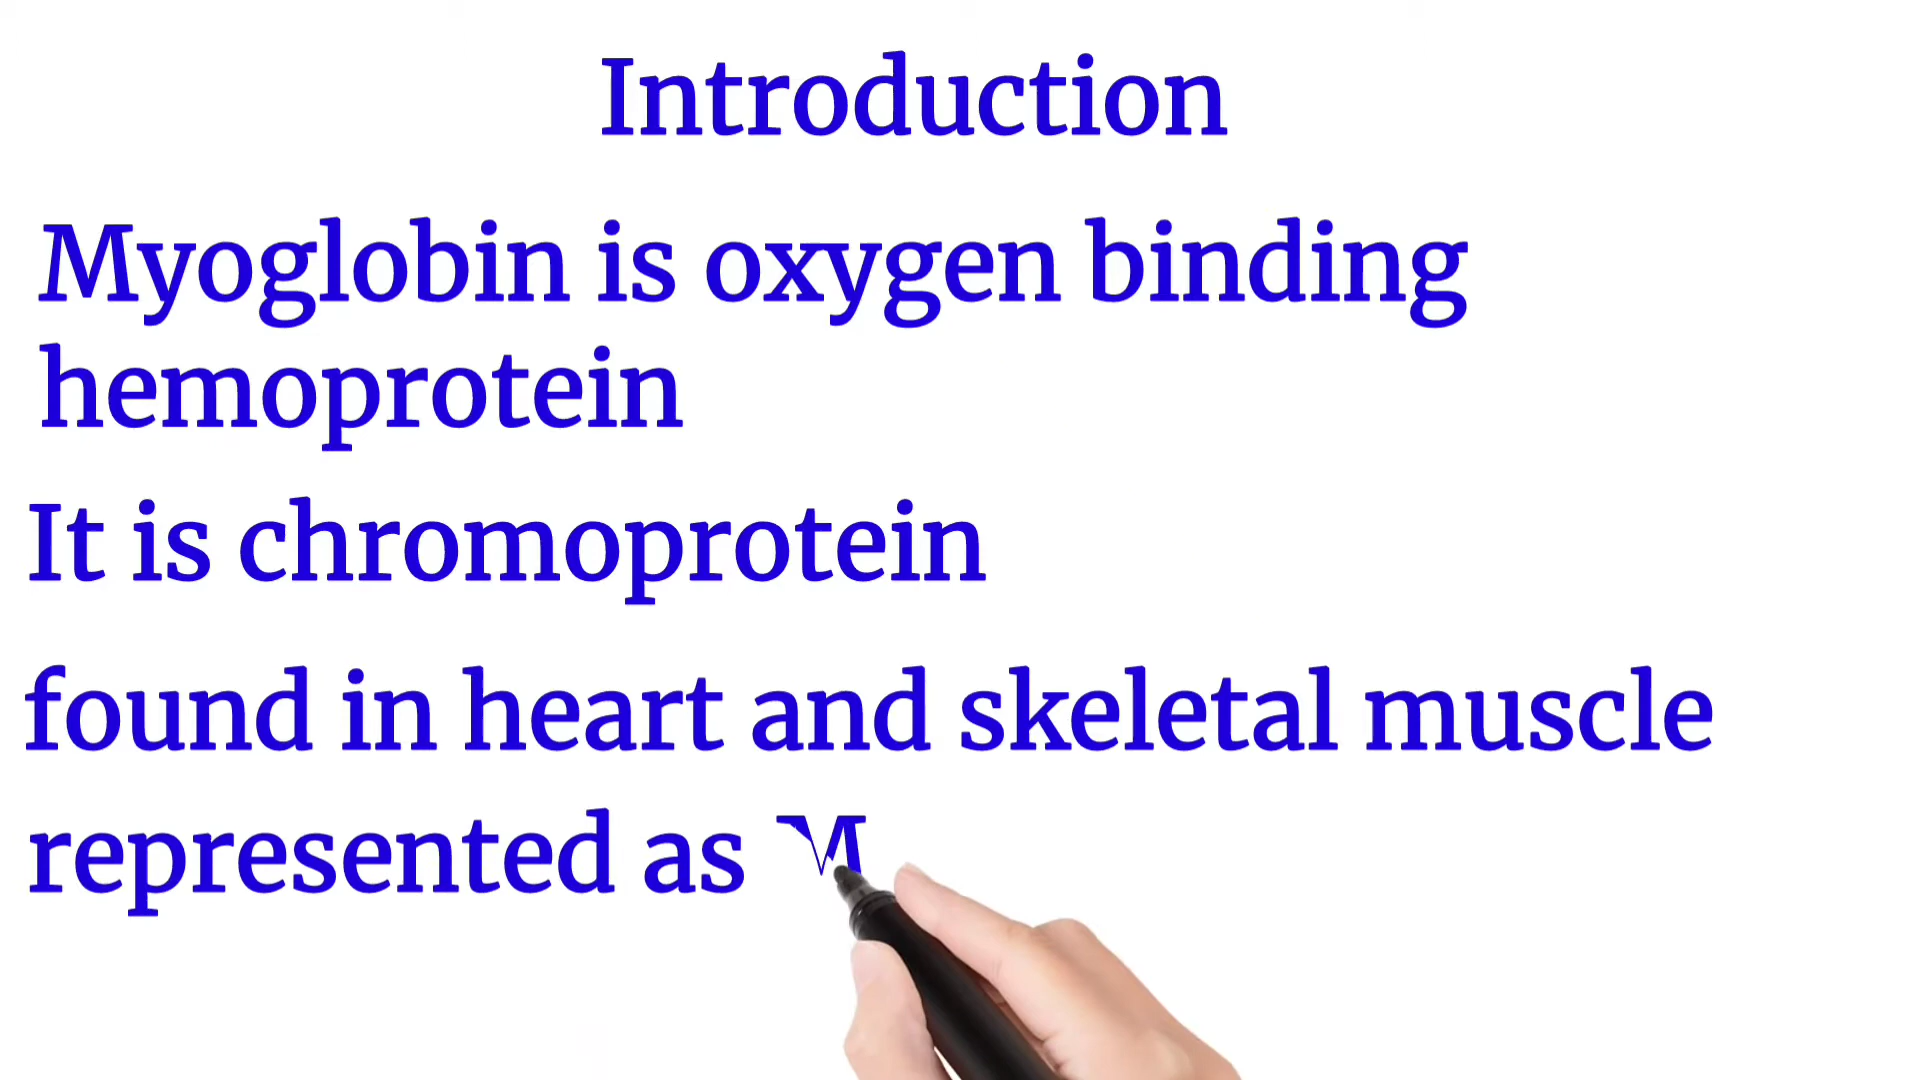 Introduction
Myoglobin is oxygen binding
hemoprotein
It is chromoprotein
found in heart and skeletal muscle
represented as M